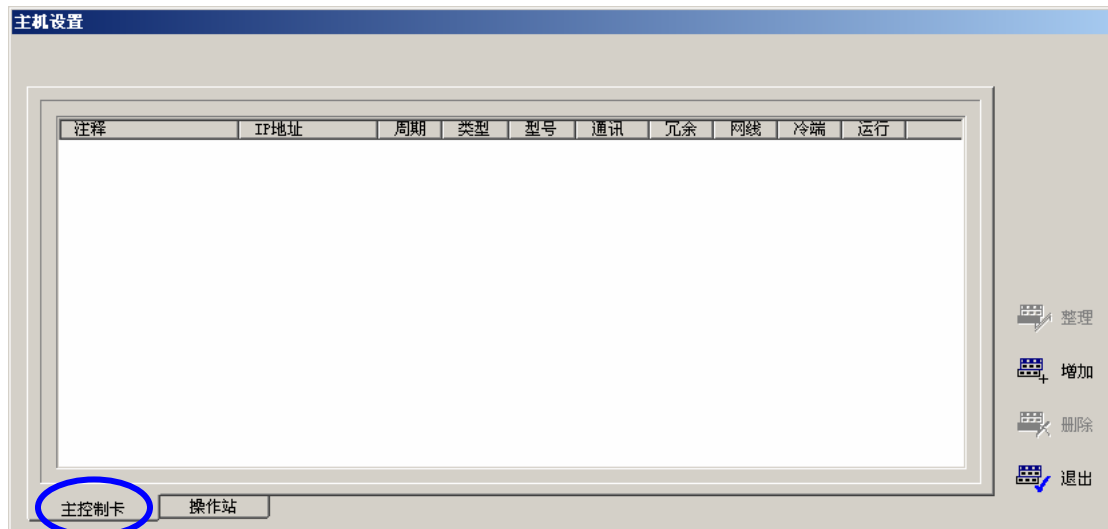 主机设置
注释 IP地址 周期 类型 型号 通讯 冗余 网线 冷端 运行
整理
增加
删除
退出
主控制卡 操作站